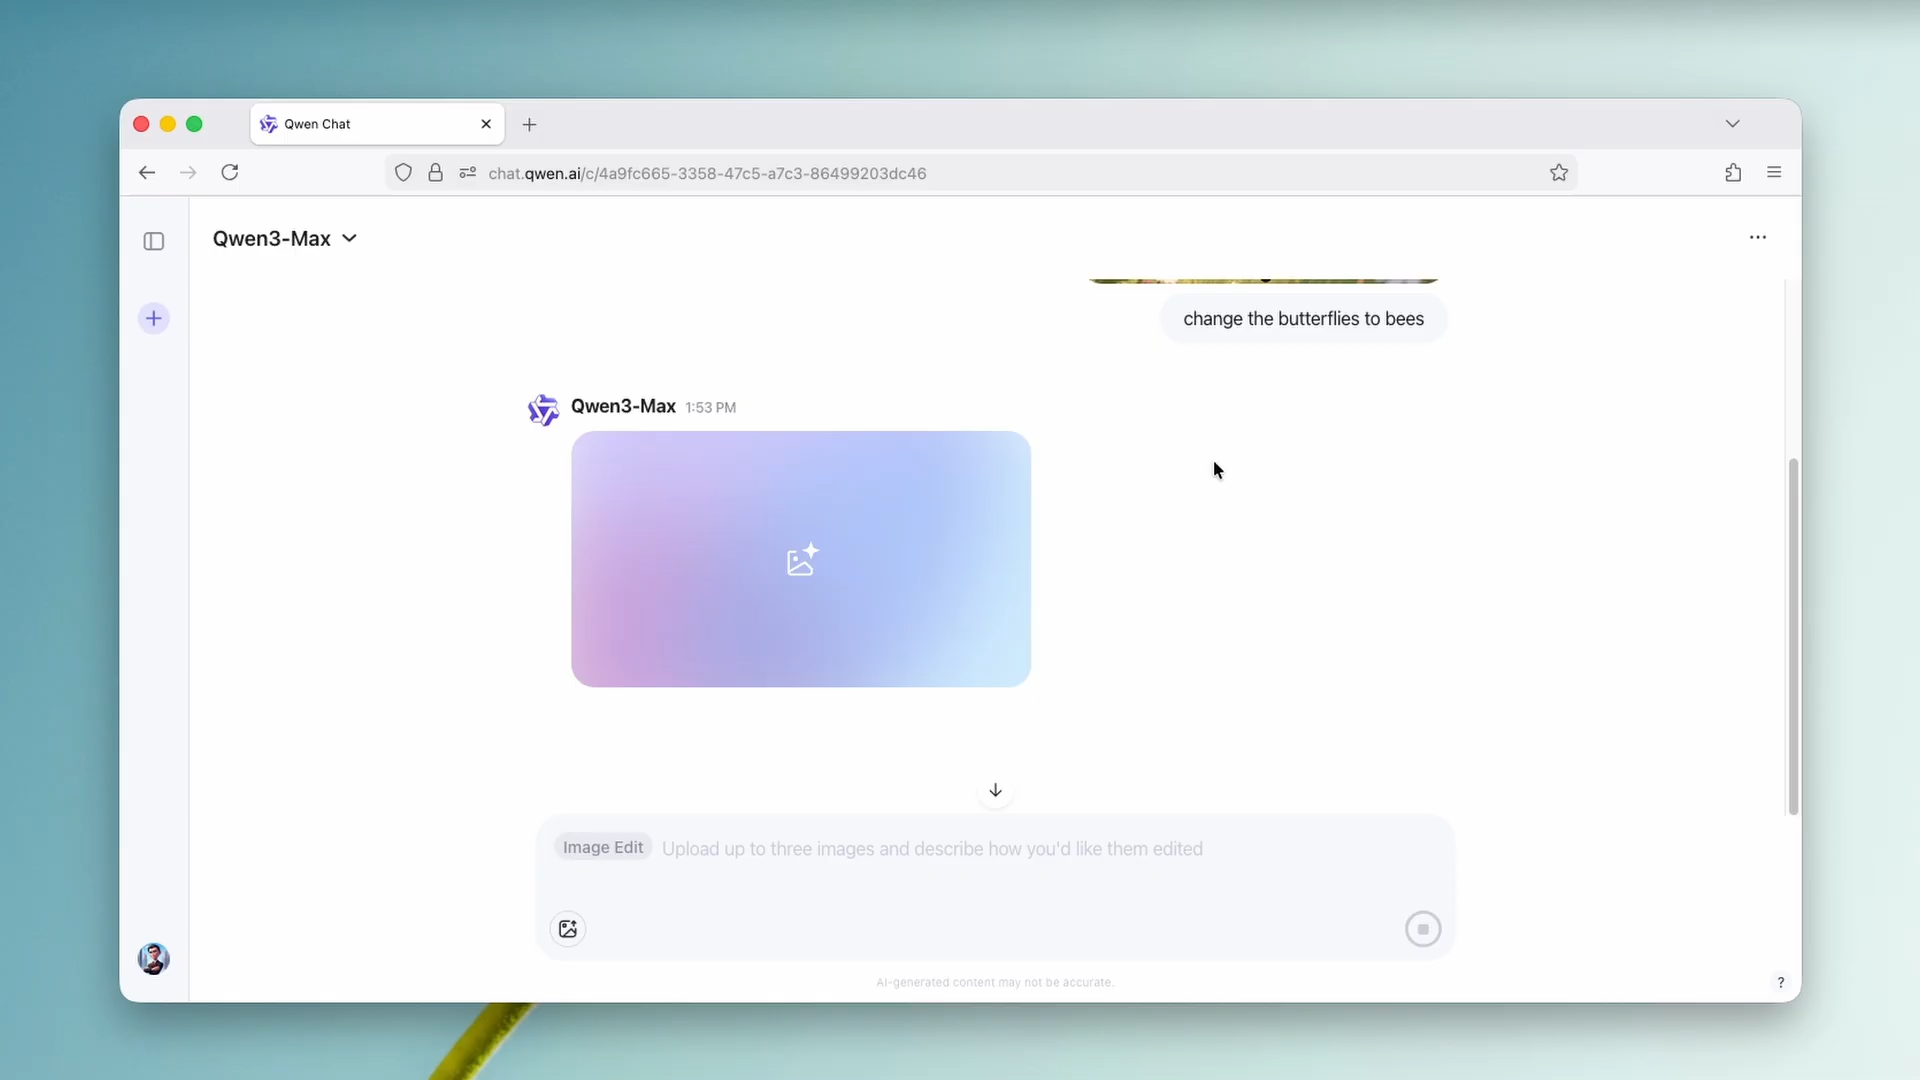 Qwen Chat
chat.qwen.ai/c/4a9fc665-3358-47c5-a7c3-86499203dc46
Qwen3-Max
change the butterflies to bees
Qwen3-Max 1:53 PM
Image Edit Upload up to three images and describe how you'd like them edited
AI-generated content may not be accurate.
?